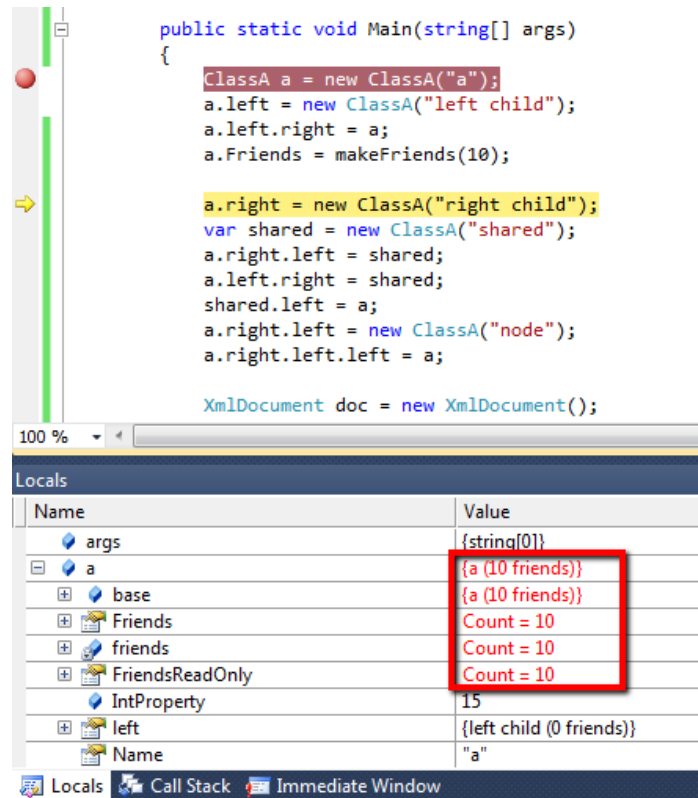 public static void Main(string[] args)
{
ClassA a = new ClassA("a");
a.left = new ClassA("left child");
a.left.right = a;
a.Friends = makeFriends(10);
a.right = new ClassA("right child");
var shared = new ClassA("shared");
a.right.left = shared;
a.left.right = shared;
shared.left = a;
a.right.left = new ClassA("node");
a.right.left.left = a;
XmlDocument doc = new XmlDocument();
100 %
Locals
Name Value
args {string[0]}
a {a (10 friends)}
base {a (10 friends)}
Friends Count = 10
friends Count = 10
FriendsReadOnly Count = 10
IntProperty 15
left {left child (0 friends)}
Name "a"
Locals Call Stack Immediate Window